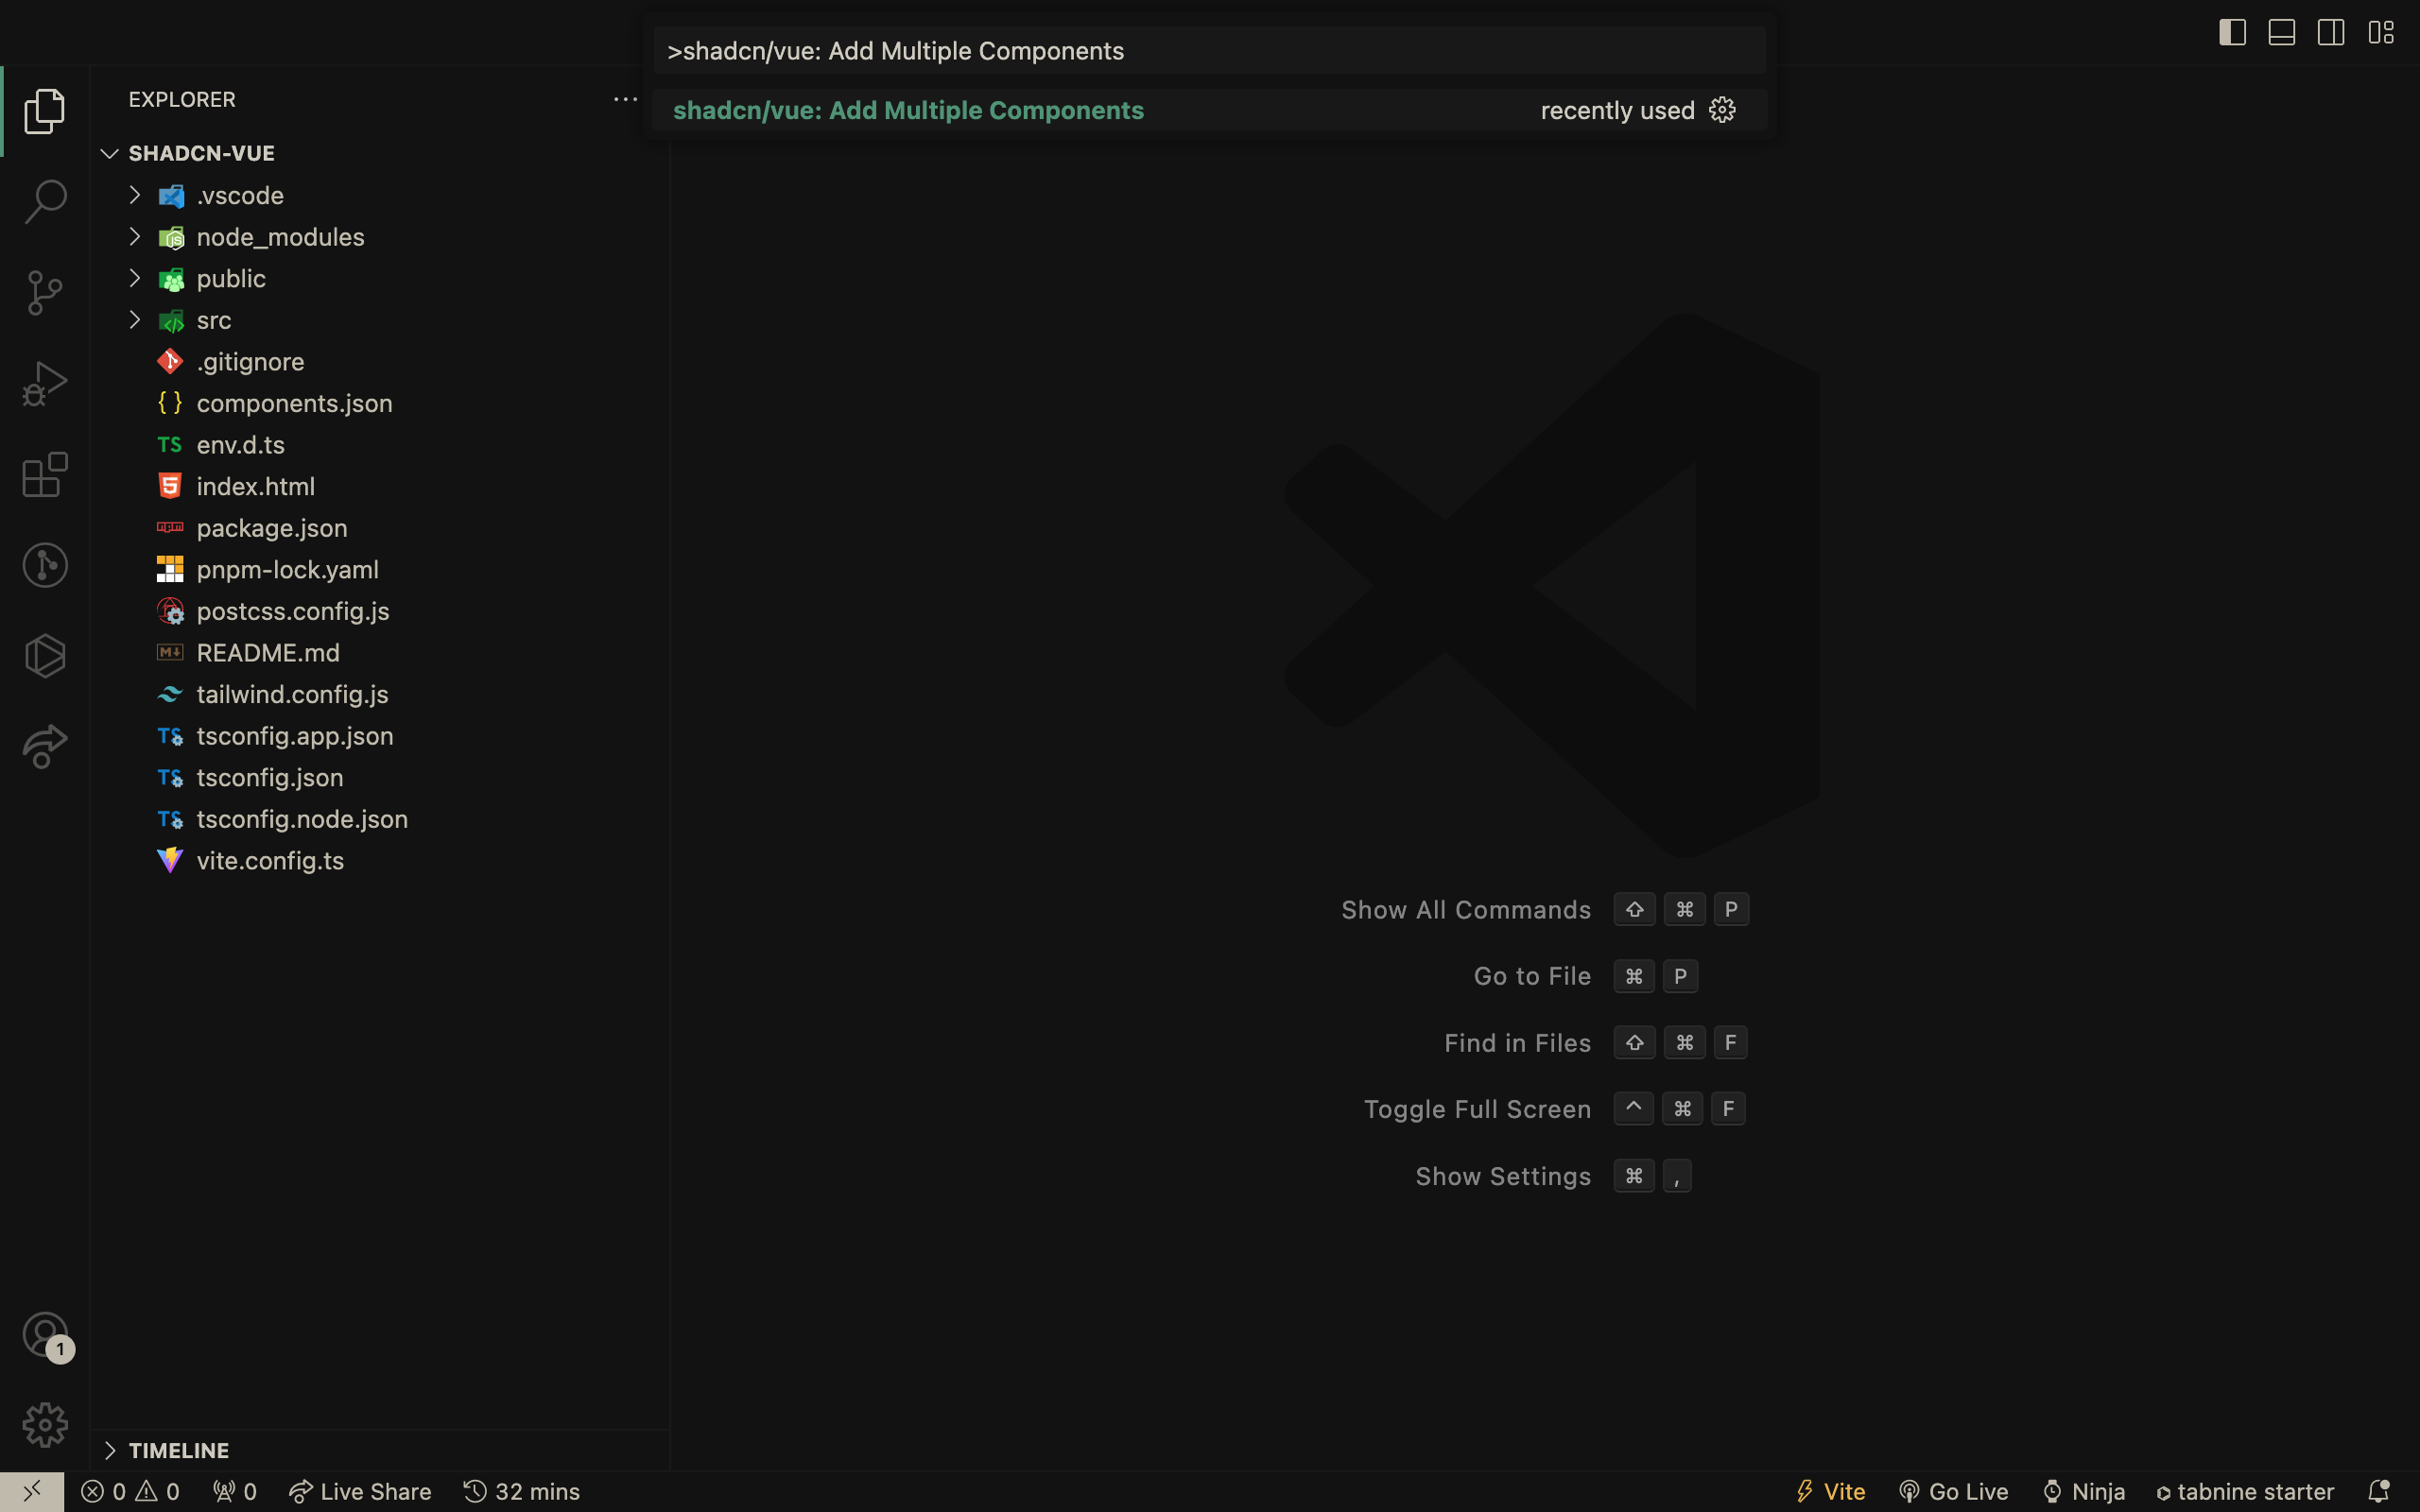 >shadcn/vue: Add Multiple Components
shadcn/vue: Add Multiple Components recently used
EXPLORER
SHADCN-VUE
.vscode
node_modules
public
src
.gitignore
components.json
TS env.d.ts
index.html
package.json
pnpm-lock.yaml
postcss.config.js
README.md
tailwind.config.js
TS tsconfig.app.json
TS tsconfig.json
TS tsconfig.node.json
vite.config.ts
Show All Commands ⇧ ⌘ P
Go to File ⌘ P
Find in Files ⇧ ⌘ F
Toggle Full Screen ^ ⌘ F
Show Settings ⌘ ,
1
TIMELINE
0 0 0 Live Share 32 mins Vite Go Live Ninja tabnine starter